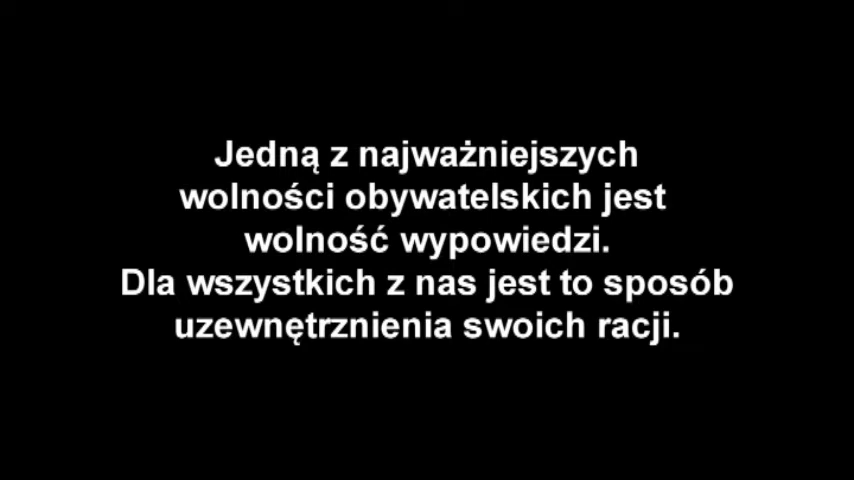 Jedną z najważniejszych
wolności obywatelskich jest
wolność wypowiedzi.
Dla wszystkich z nas jest to sposób
uzewnętrznienia swoich racji.